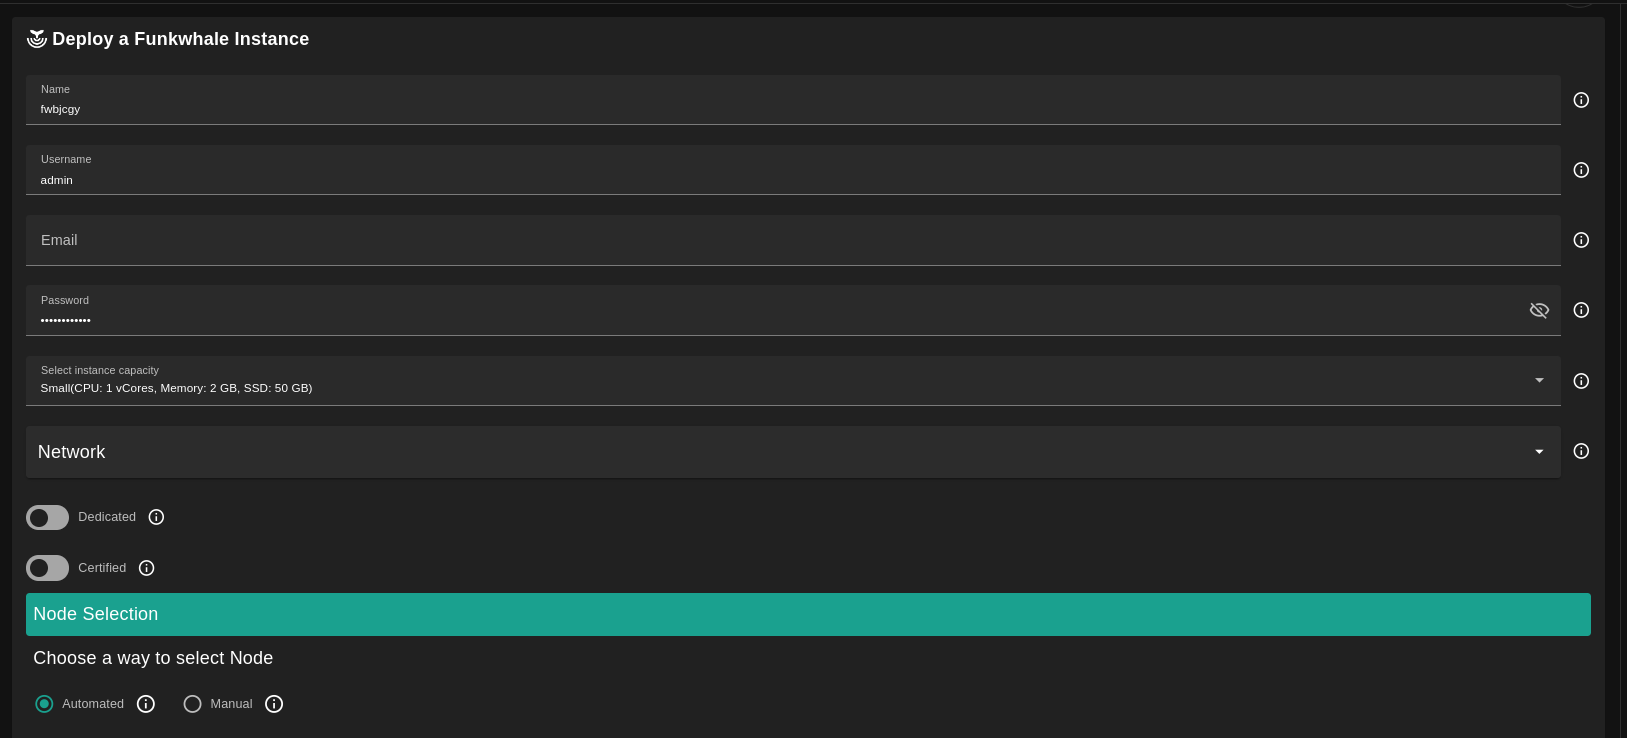 Deploy a Funkwhale Instance
Name
fwbjcgy
Username
admin
Email
Password
••••••••••••
Select instance capacity
Small(CPU: 1 vCores, Memory: 2 GB, SSD: 50 GB)
Network
Dedicated
Certified
Node Selection
Choose a way to select Node
Automated Manual